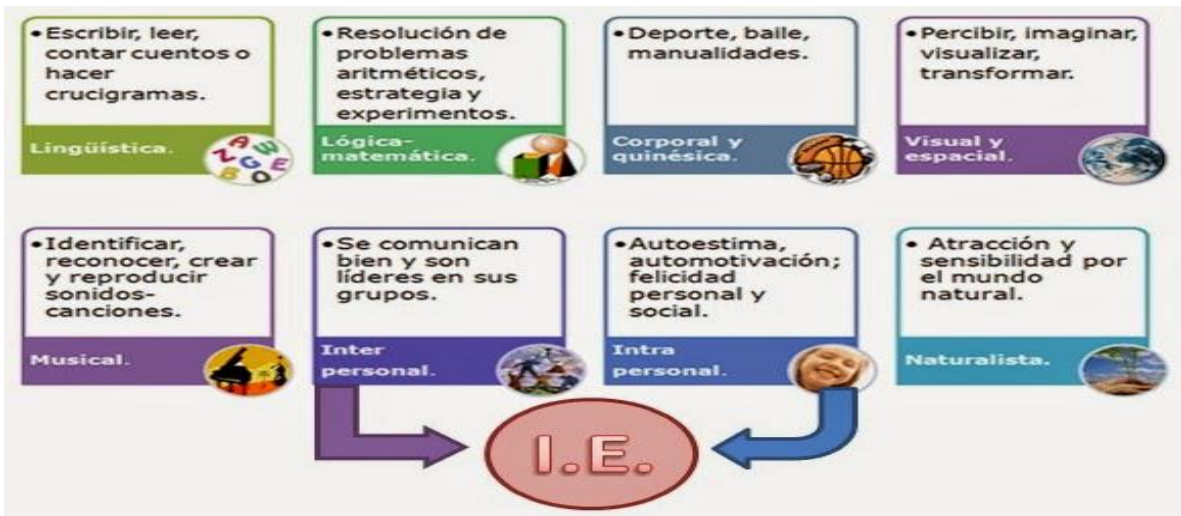 •Escribir, leer,
contar cuentos o
hacer
crucigramas.
Lingüística.
•Resolución de
problemas
aritméticos,
estrategia y
experimentos.
Lógica-
matemática.
•Deporte, baile,
manualidades.
Corporal y
quinésica.
•Percibir, imaginar,
visualizar,
transformar.
Visual y
espacial.
•Identificar,
reconocer, crear
y reproducir
sonidos-
canciones.
Musical.
•Se comunican
bien y son
líderes en sus
grupos.
Inter
personal.
•Autoestima,
automotivación;
felicidad
personal y
social.
Intra
personal.
• Atracción y
sensibilidad por
el mundo
natural.
Naturalista.
I.E.